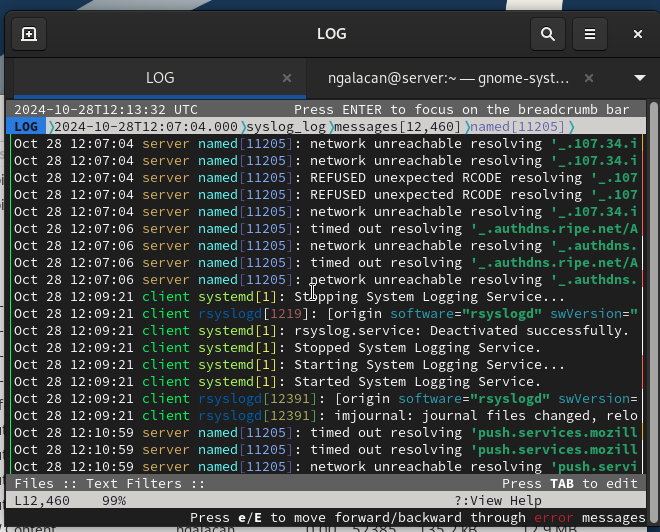 LOG
LOG
ngalacan@server:~ — gnome-syst…
2024-10-28T12:13:32 UTC Press ENTER to focus on the breadcrumb bar
LOG 〉2024-10-28T12:07:04.000〉syslog_log〉messages[12,460]〉named[11205]〉
Oct 28 12:07:04 server named[11205]: network unreachable resolving '_.107.34.i
Oct 28 12:07:04 server named[11205]: network unreachable resolving '_.107.34.i
Oct 28 12:07:04 server named[11205]: REFUSED unexpected RCODE resolving '_.107
Oct 28 12:07:04 server named[11205]: REFUSED unexpected RCODE resolving '_.107
Oct 28 12:07:04 server named[11205]: network unreachable resolving '_.107.34.i
Oct 28 12:07:06 server named[11205]: timed out resolving '_.authdns.ripe.net/A
Oct 28 12:07:06 server named[11205]: network unreachable resolving '_.authdns.
Oct 28 12:07:06 server named[11205]: timed out resolving '_.authdns.ripe.net/A
Oct 28 12:07:06 server named[11205]: network unreachable resolving '_.authdns.
Oct 28 12:09:21 client systemd[1]: Stopping System Logging Service...
Oct 28 12:09:21 client rsyslogd[1219]: [origin software="rsyslogd" swVersion="
Oct 28 12:09:21 client systemd[1]: rsyslog.service: Deactivated successfully.
Oct 28 12:09:21 client systemd[1]: Stopped System Logging Service.
Oct 28 12:09:21 client systemd[1]: Starting System Logging Service...
Oct 28 12:09:21 client systemd[1]: Started System Logging Service.
Oct 28 12:09:21 client rsyslogd[12391]: [origin software="rsyslogd" swVersion=
Oct 28 12:09:21 client rsyslogd[12391]: imjournal: journal files changed, relo
Oct 28 12:10:59 server named[11205]: timed out resolving 'push.services.mozill
Oct 28 12:10:59 server named[11205]: timed out resolving 'push.services.mozill
Oct 28 12:10:59 server named[11205]: network unreachable resolving 'push.servi
Files :: Text Filters :: Press TAB to edit
L12,460 99% ?:View Help
Press e/E to move forward/backward through error messages